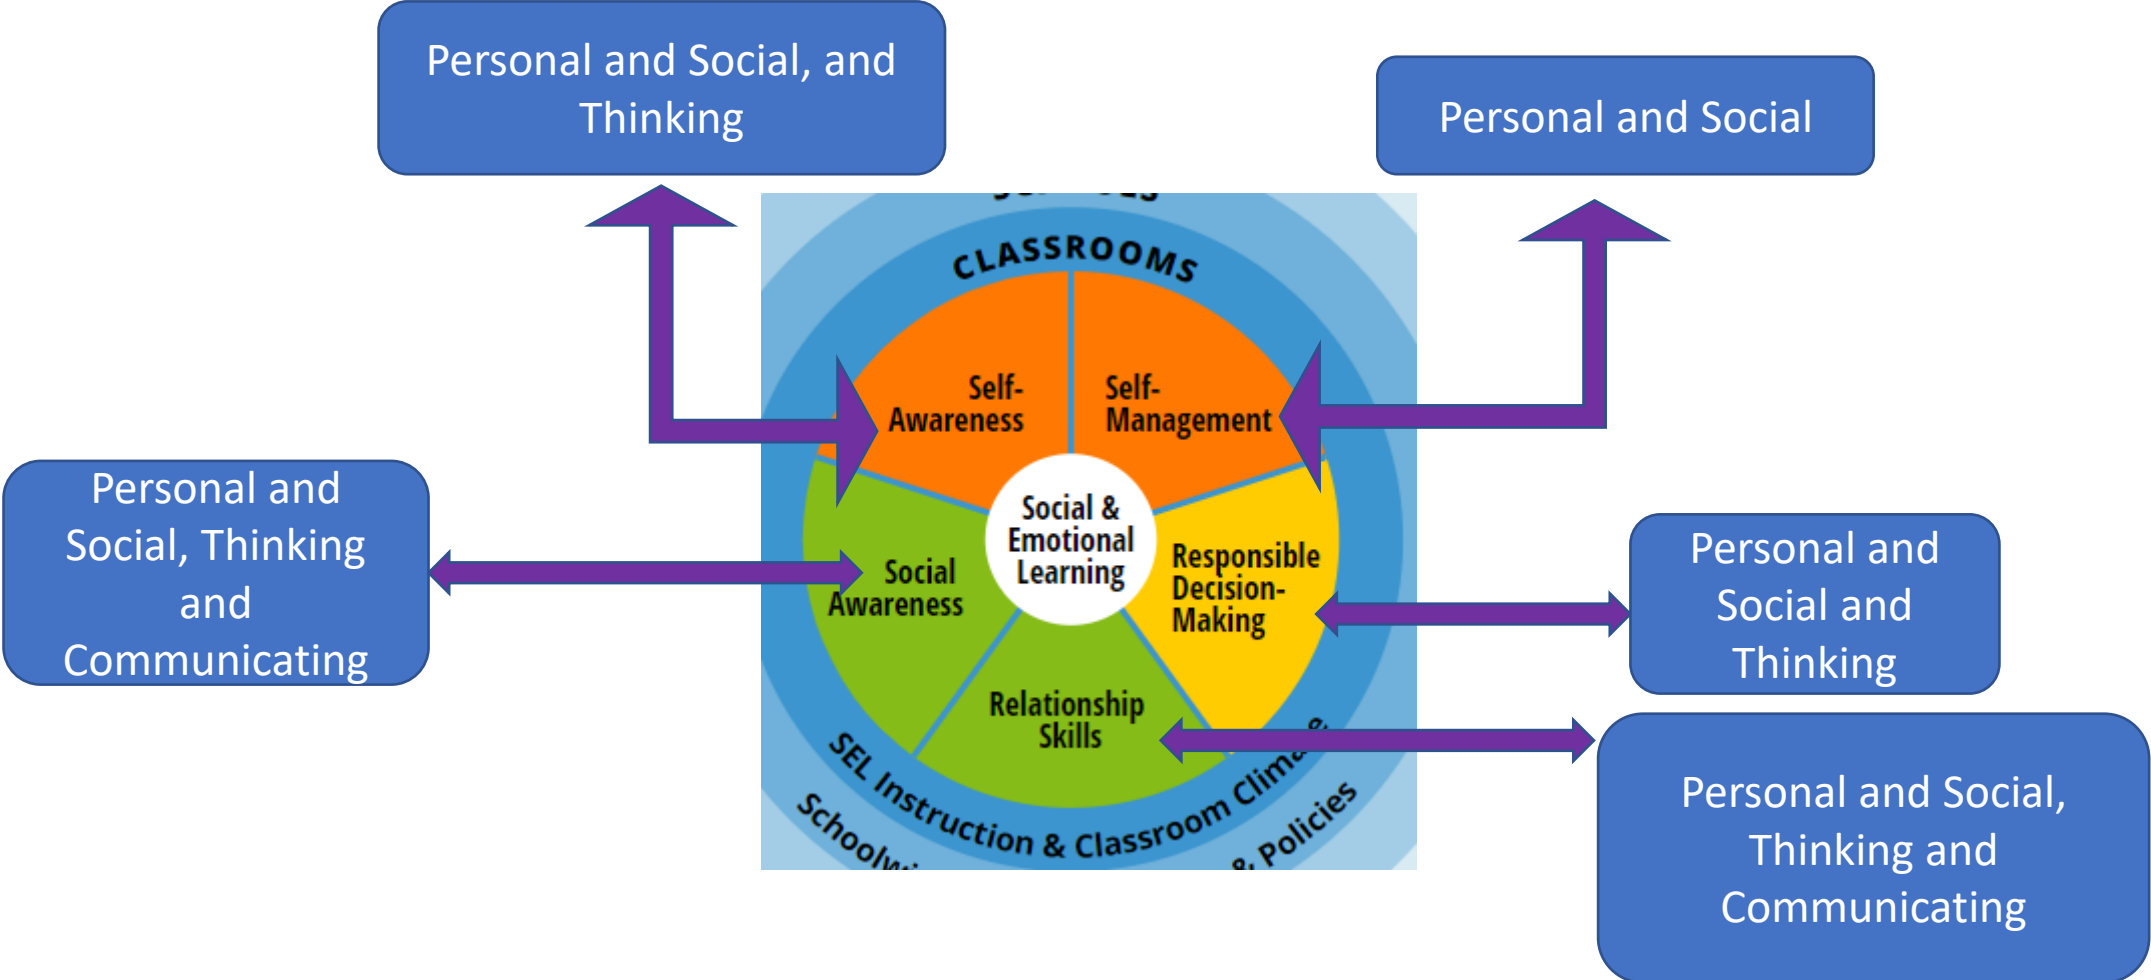 Personal and Social, and
Thinking
Personal and Social
CLASSROOMS
Self-
Awareness
Self-
Management
Personal and
Social, Thinking
and
Communicating
Social &
Emotional
Learning
Social
Awareness
Responsible
Decision-
Making
Personal and
Social and
Thinking
Relationship
Skills
SEL Instruction & Classroom Climate
& Policies
Personal and Social,
Thinking and
Communicating